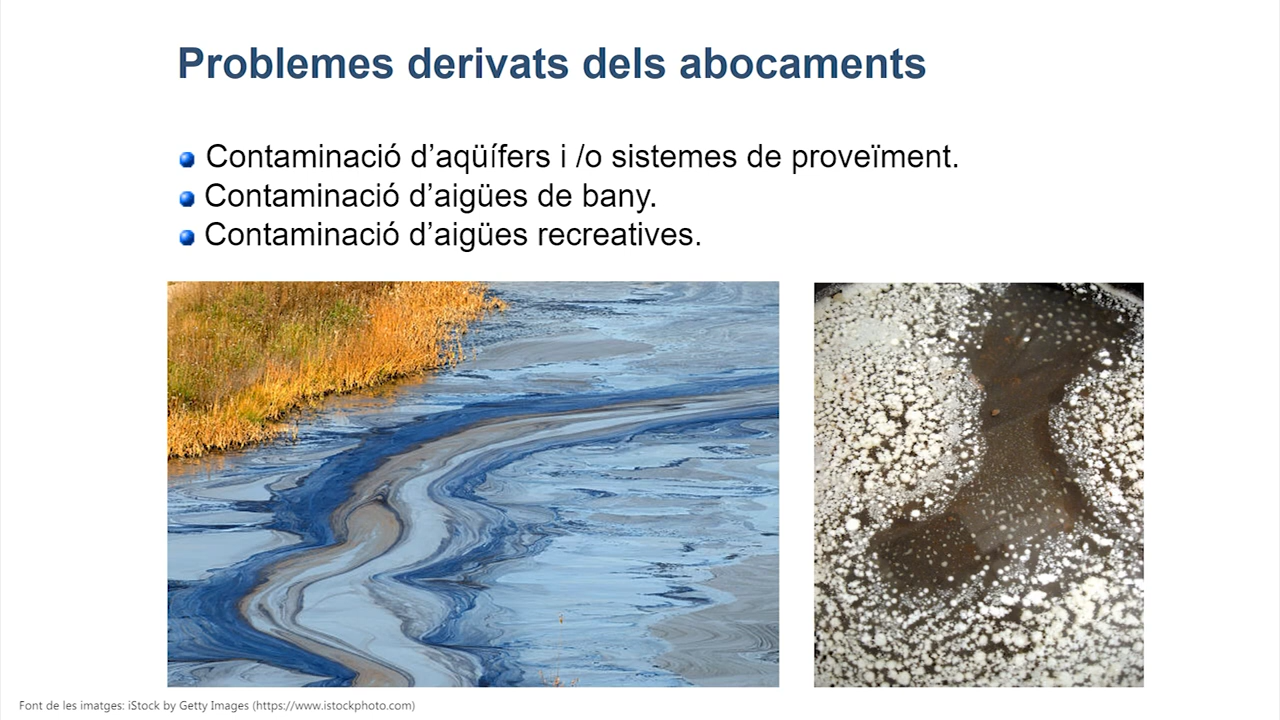 Problemes derivats dels abocaments
Contaminació d’aqüífers i /o sistemes de proveïment.
Contaminació d’aigües de bany.
Contaminació d’aigües recreatives.
Font de les imatges: iStock by Getty Images (https://www.istockphoto.com)